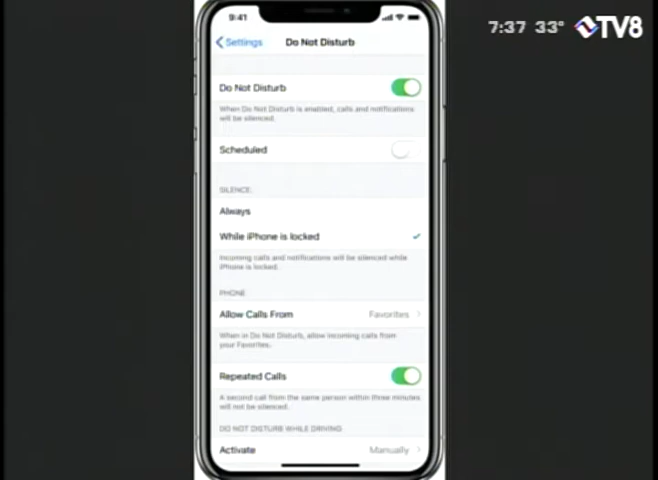 9:41
7:37 33° TV8
Settings Do Not Disturb
Do Not Disturb
When Do Not Disturb is enabled, calls and notifications
will be silenced.
Scheduled
SILENCE:
Always
While iPhone is locked
Incoming calls and notifications will be silenced while
iPhone is locked.
PHONE
Allow Calls From Favorites
When in Do Not Disturb, allow incoming calls from
your Favorites.
Repeated Calls
A second call from the same person within three minutes
will not be silenced.
DO NOT DISTURB WHILE DRIVING
Activate Manually